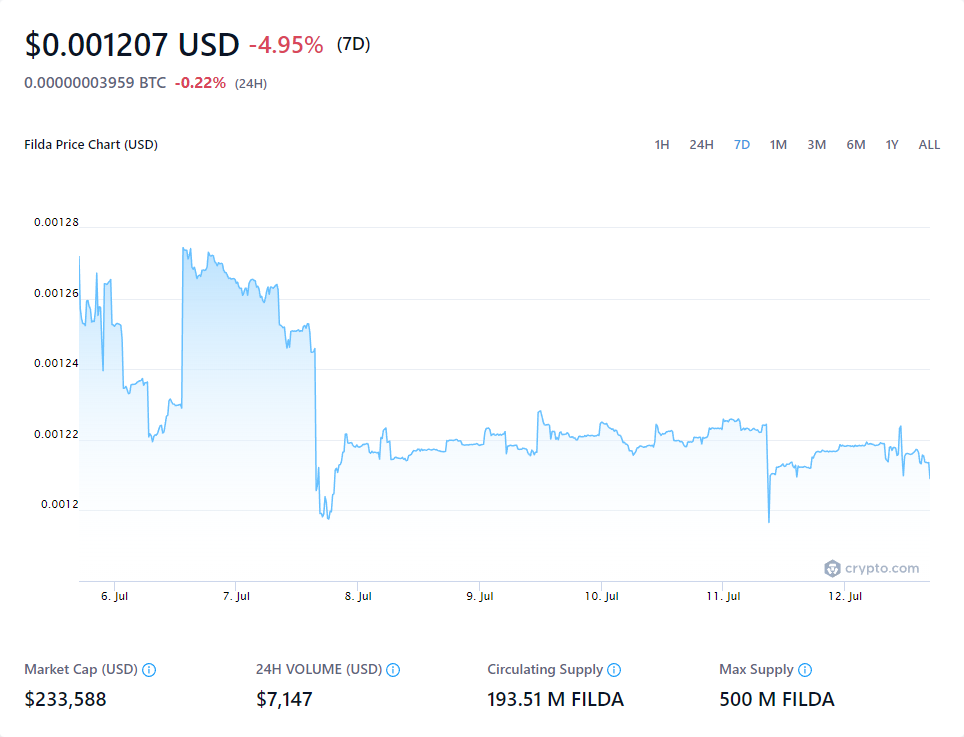 $0.001207 USD -4.95% (7D)
0.00000003959 BTC -0.22% (24H)
Filda Price Chart (USD) 1H 24H 7D 1M 3M 6M 1Y ALL
0.00128
0.00126
0.00124
0.00122
0.0012
crypto.com
6. Jul 7. Jul 8. Jul 9. Jul 10. Jul 11. Jul 12. Jul
Market Cap (USD) 24H VOLUME (USD) Circulating Supply Max Supply
$233,588 $7,147 193.51 M FILDA 500 M FILDA